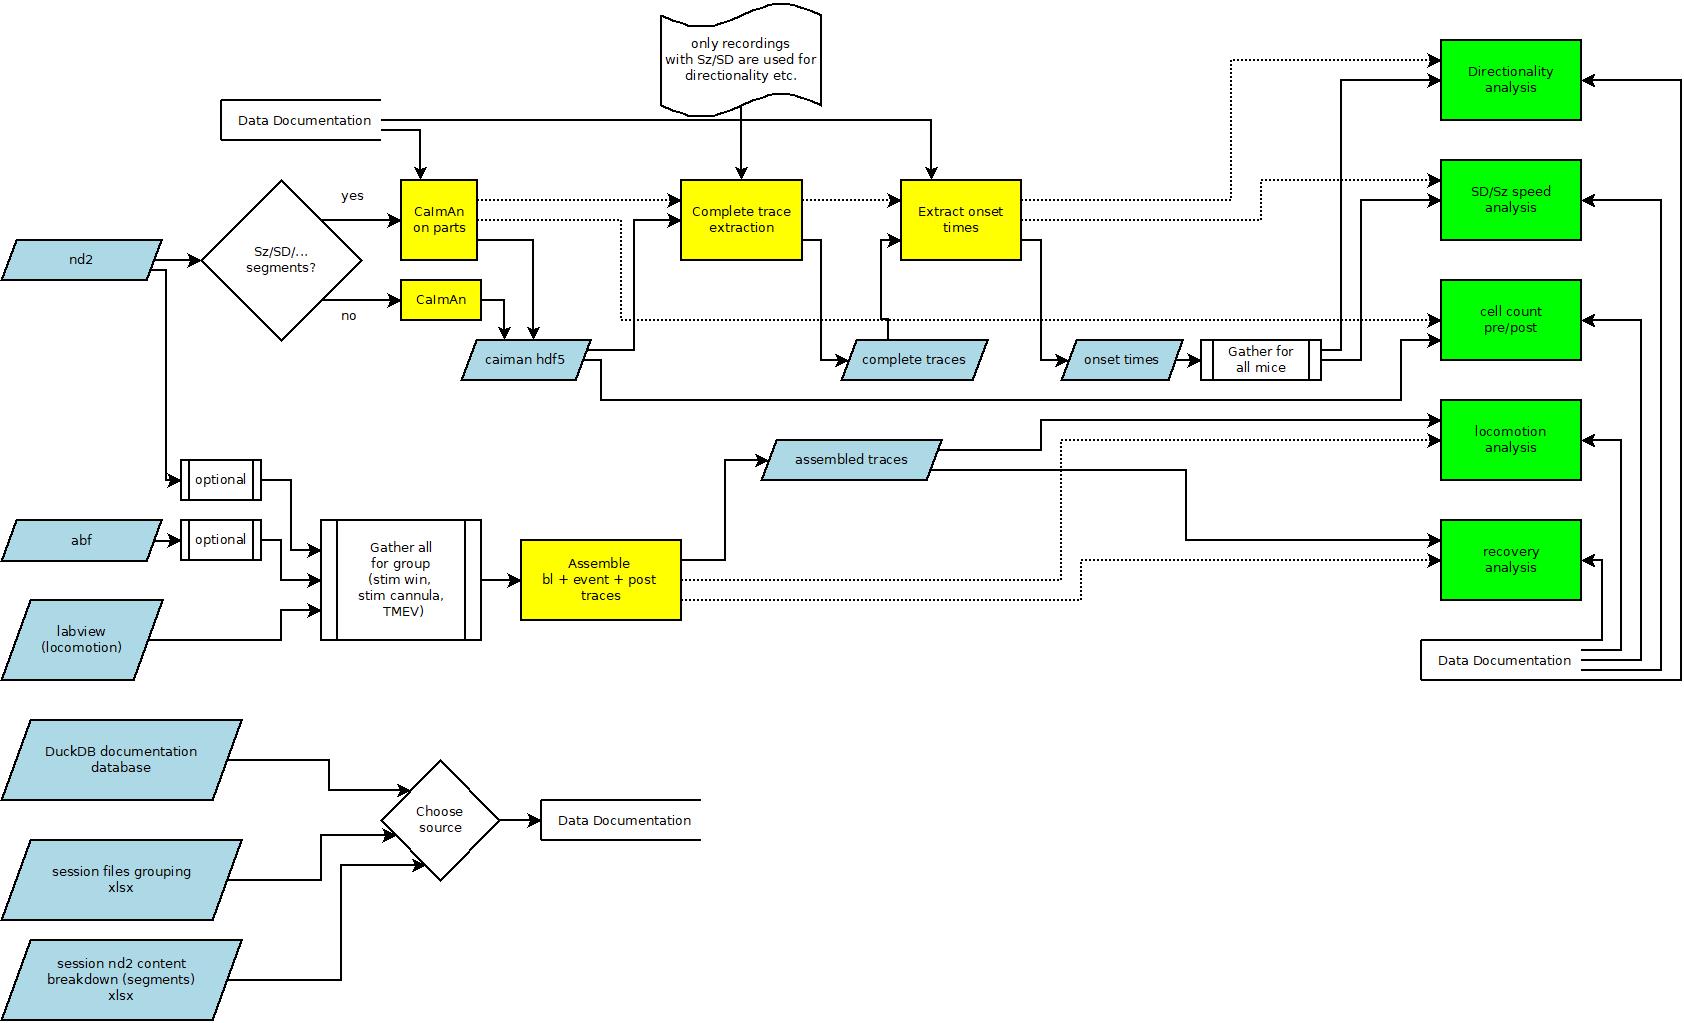 only recordings
with Sz/SD are used for
directionality etc.
Directionality
analysis
Data Documentation
yes
CaImAn
on parts
Complete trace
extraction
Extract onset
times
SD/Sz speed
analysis
nd2
Sz/SD/...
segments?
no
CaImAn
cell count
pre/post
caiman hdf5
complete traces
onset times
Gather for
all mice
assembled traces
locomotion
analysis
optional
abf
optional
Gather all
for group
(stim win,
stim cannula,
TMEV)
Assemble
bl + event + post
traces
recovery
analysis
labview
(locomotion)
Data Documentation
DuckDB documentation
database
Choose
source
Data Documentation
session files grouping
xlsx
session nd2 content
breakdown (segments)
xlsx